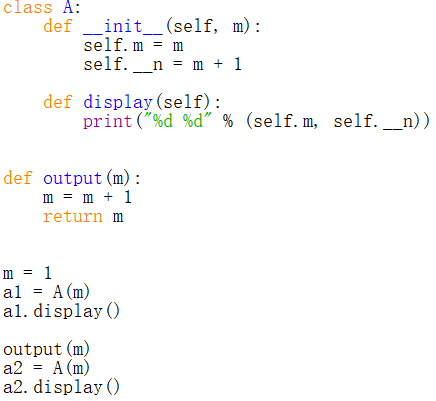 class A:
    def __init__(self, m):
        self.m = m
        self.__n = m + 1

    def display(self):
        print("%d %d" % (self.m, self.__n))


def output(m):
    m = m + 1
    return m


m = 1
a1 = A(m)
a1.display()

output(m)
a2 = A(m)
a2.display()